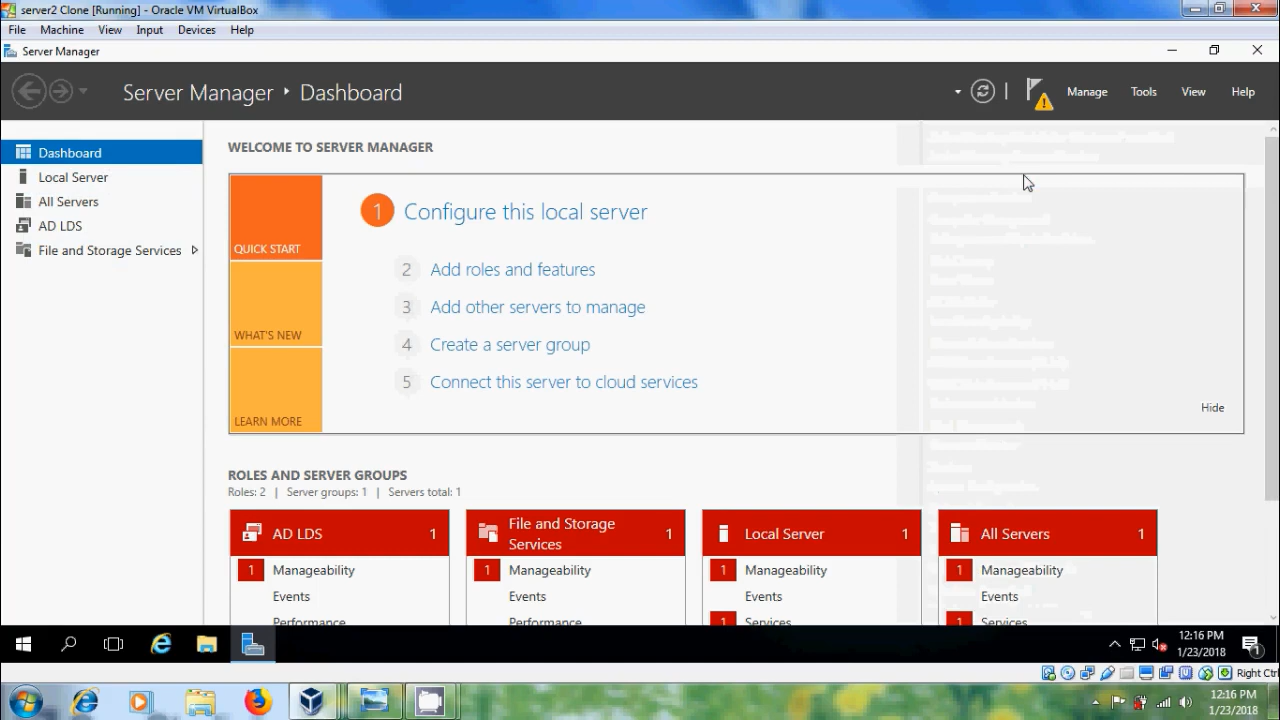 server2 Clone [Running] - Oracle VM VirtualBox
File Machine View Input Devices Help
Server Manager
Server Manager ‣ Dashboard
Manage Tools View Help
Dashboard
Local Server
All Servers
AD LDS
File and Storage Services
WELCOME TO SERVER MANAGER
QUICK START
WHAT'S NEW
LEARN MORE
1 Configure this local server
2 Add roles and features
3 Add other servers to manage
4 Create a server group
5 Connect this server to cloud services
Hide
ROLES AND SERVER GROUPS
Roles: 2 | Server groups: 1 | Servers total: 1
AD LDS 1
1 Manageability
Events
Performance
File and Storage
Services 1
1 Manageability
Events
Performance
Local Server 1
1 Manageability
Events
1 Services
All Servers 1
1 Manageability
Events
1 Services
12:16 PM
1/23/2018
1
Right Ctrl
12:16 PM
1/23/2018